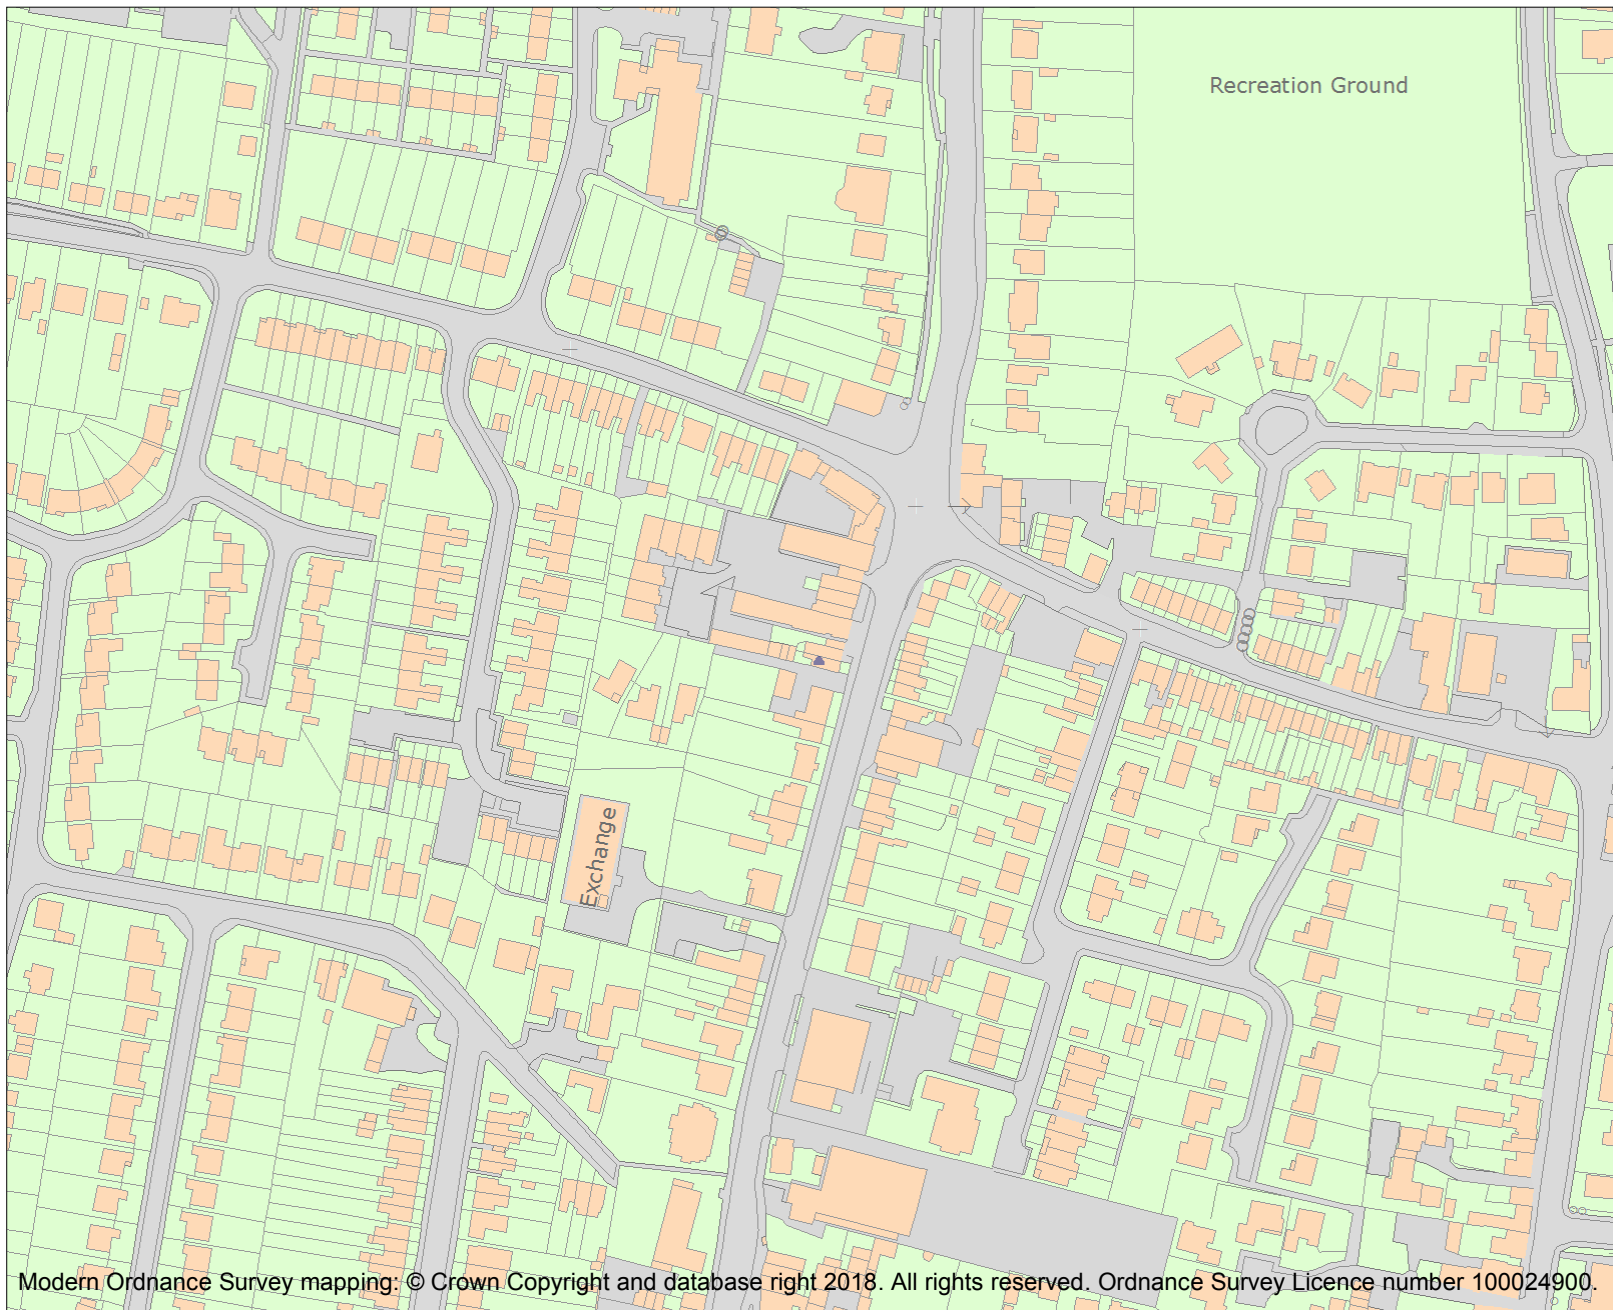 Recreation Ground
Exchange
Modern Ordnance Survey mapping: © Crown Copyright and database right 2018. All rights reserved. Ordnance Survey Licence number 100024900.